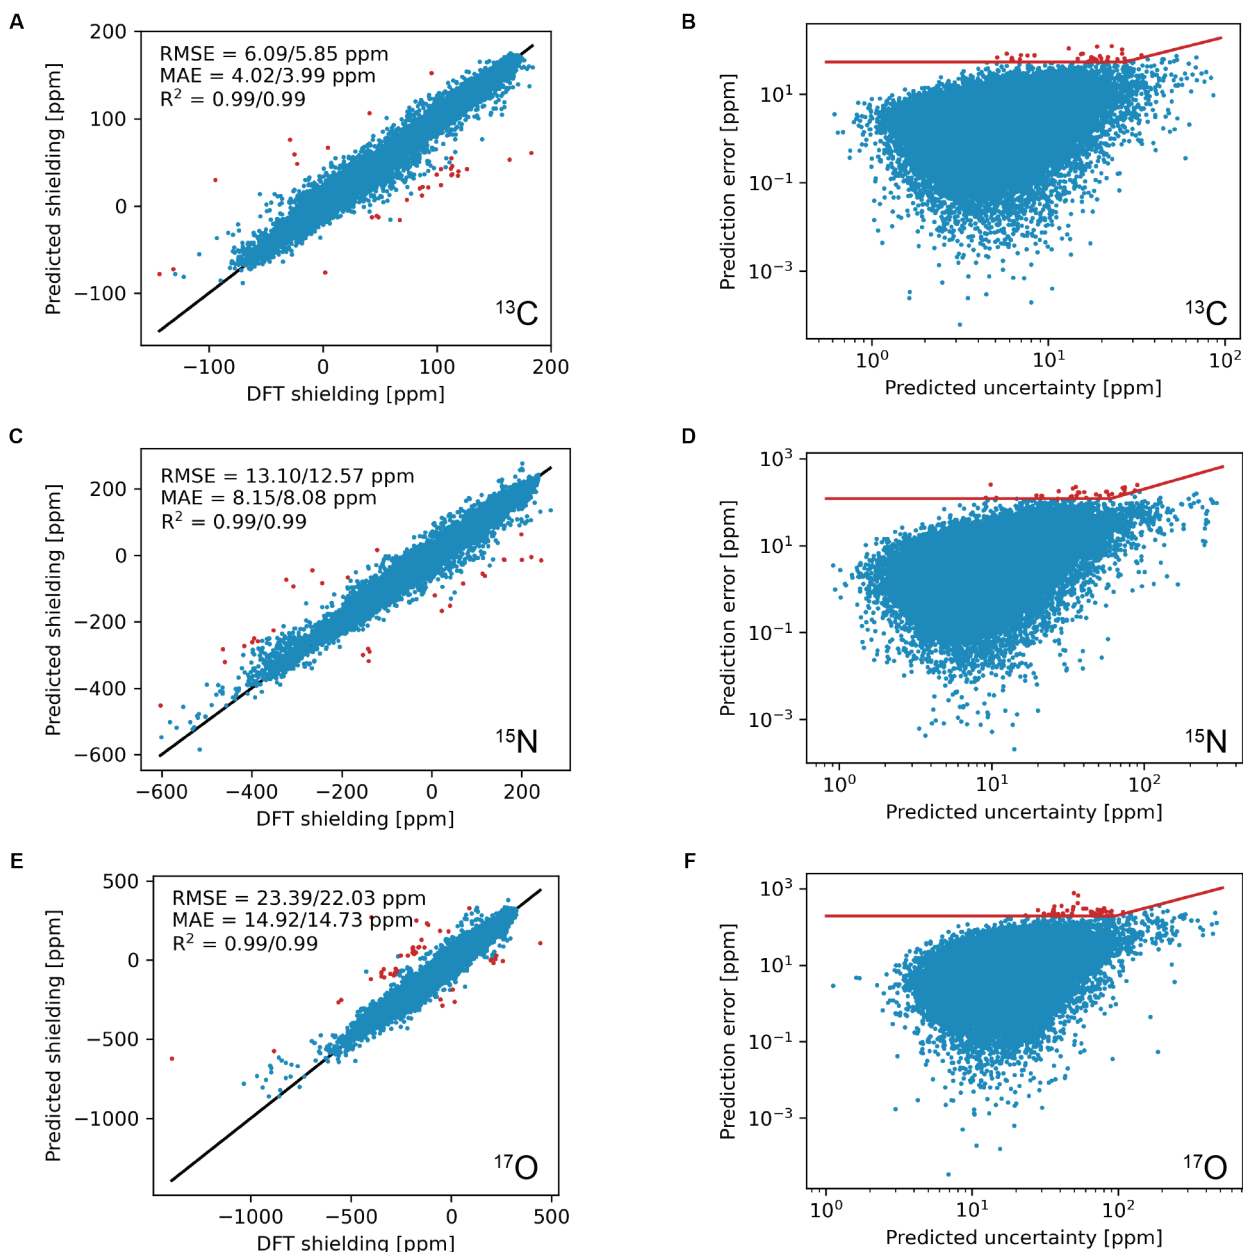 A
200
100
0
−100
Predicted shielding [ppm]
RMSE = 6.09/5.85 ppm
MAE = 4.02/3.99 ppm
R² = 0.99/0.99
¹³C
−100 0 100 200
DFT shielding [ppm]
B
10¹
10⁻¹
10⁻³
Prediction error [ppm]
¹³C
10⁰ 10¹ 10²
Predicted uncertainty [ppm]
C
200
0
−200
−400
−600
Predicted shielding [ppm]
RMSE = 13.10/12.57 ppm
MAE = 8.15/8.08 ppm
R² = 0.99/0.99
¹⁵N
−600 −400 −200 0 200
DFT shielding [ppm]
D
10³
10¹
10⁻¹
10⁻³
Prediction error [ppm]
¹⁵N
10⁰ 10¹ 10²
Predicted uncertainty [ppm]
E
500
0
−500
−1000
Predicted shielding [ppm]
RMSE = 23.39/22.03 ppm
MAE = 14.92/14.73 ppm
R² = 0.99/0.99
¹⁷O
−1000 −500 0 500
DFT shielding [ppm]
F
10³
10¹
10⁻¹
10⁻³
Prediction error [ppm]
¹⁷O
10⁰ 10¹ 10²
Predicted uncertainty [ppm]